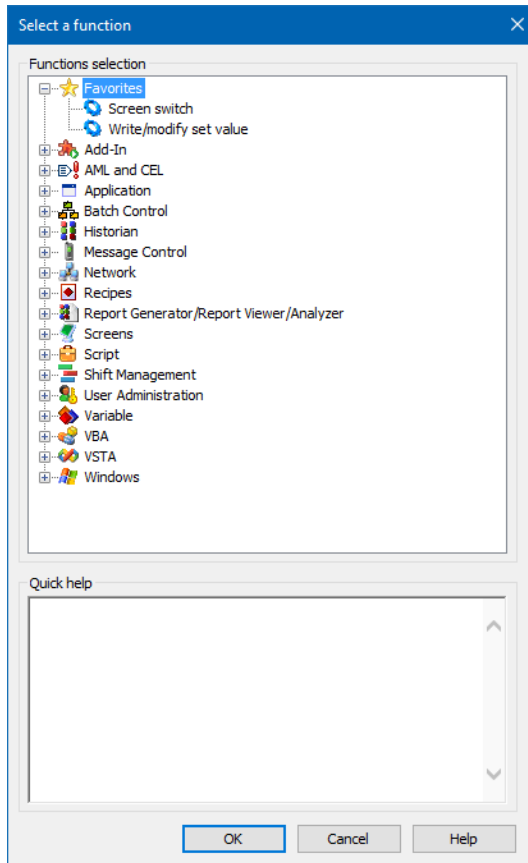 Select a function
Functions selection
Favorites
Screen switch
Write/modify set value
Add-In
AML and CEL
Application
Batch Control
Historian
Message Control
Network
Recipes
Report Generator/Report Viewer/Analyzer
Screens
Script
Shift Management
User Administration
Variable
VBA
VSTA
Windows
Quick help
OK Cancel Help